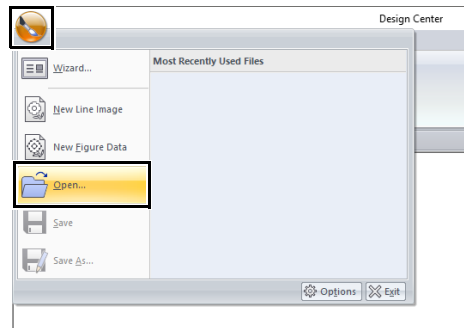 Design Center
Most Recently Used Files
Wizard...
New Line Image
New Figure Data
Open...
Save
Save As...
Options
Exit